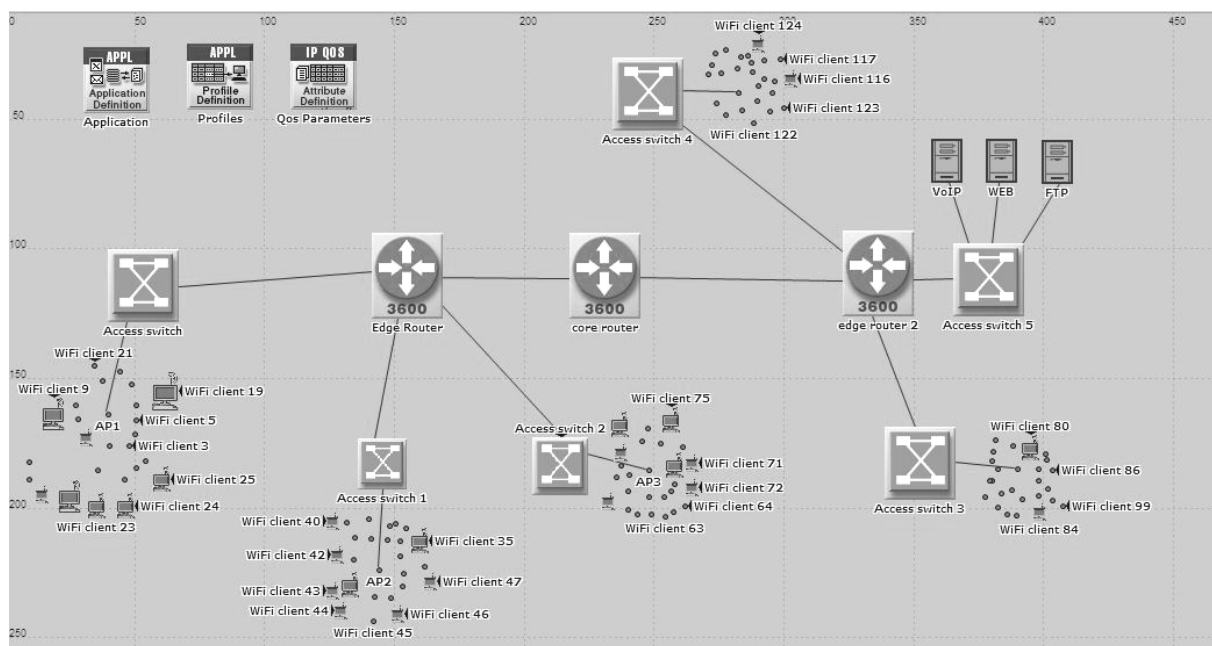 0
50
100
150
200
250
300
350
400
450
50
100
150
200
250
APPL
Application
Definition
Application
APPL
Profile
Definition
Profiles
IP QOS
Attribute
Definition
Qos Parameters
WiFi client 124
WiFi client 117
WiFi client 116
WiFi client 123
WiFi client 122
Access switch 4
VoIP
WEB
FTP
Access switch
3600
Edge Router
3600
core router
3600
edge router 2
Access switch 5
WiFi client 21
WiFi client 9
WiFi client 19
AP1
WiFi client 5
WiFi client 3
WiFi client 25
WiFi client 24
WiFi client 23
Access switch 1
WiFi client 40
WiFi client 35
WiFi client 42
AP2
WiFi client 47
WiFi client 43
WiFi client 44
WiFi client 46
WiFi client 45
Access switch 2
WiFi client 75
WiFi client 71
AP3
WiFi client 72
WiFi client 64
WiFi client 63
Access switch 3
WiFi client 80
WiFi client 86
WiFi client 99
WiFi client 84